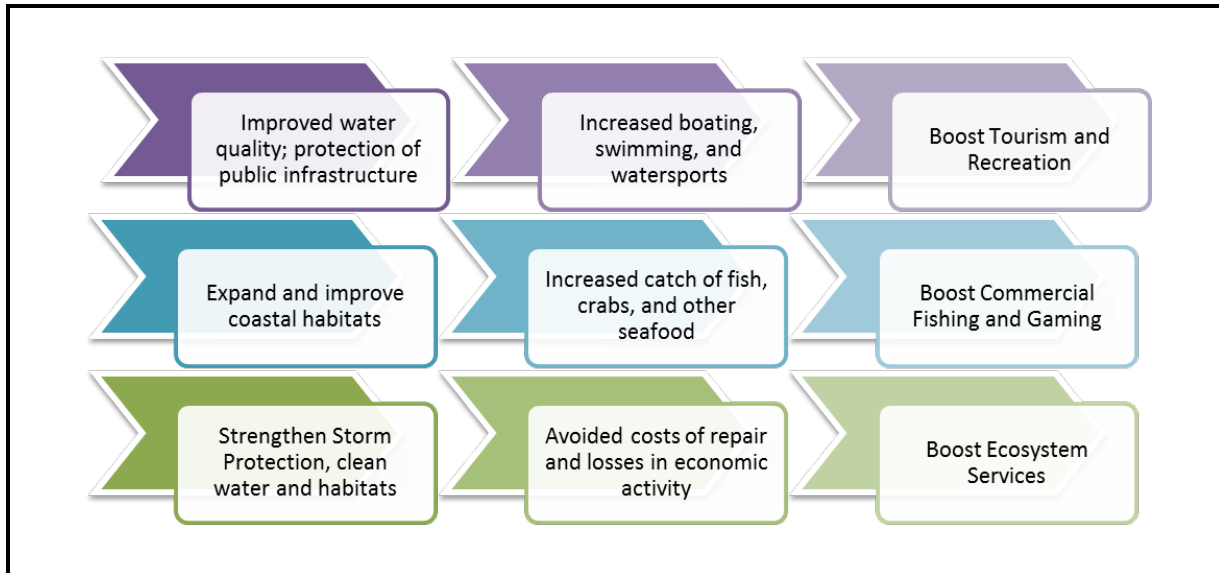 Improved water
quality; protection of
public infrastructure
Increased boating,
swimming, and
watersports
Boost Tourism and
Recreation
Expand and improve
coastal habitats
Increased catch of fish,
crabs, and other
seafood
Boost Commercial
Fishing and Gaming
Strengthen Storm
Protection, clean
water and habitats
Avoided costs of repair
and losses in economic
activity
Boost Ecosystem
Services